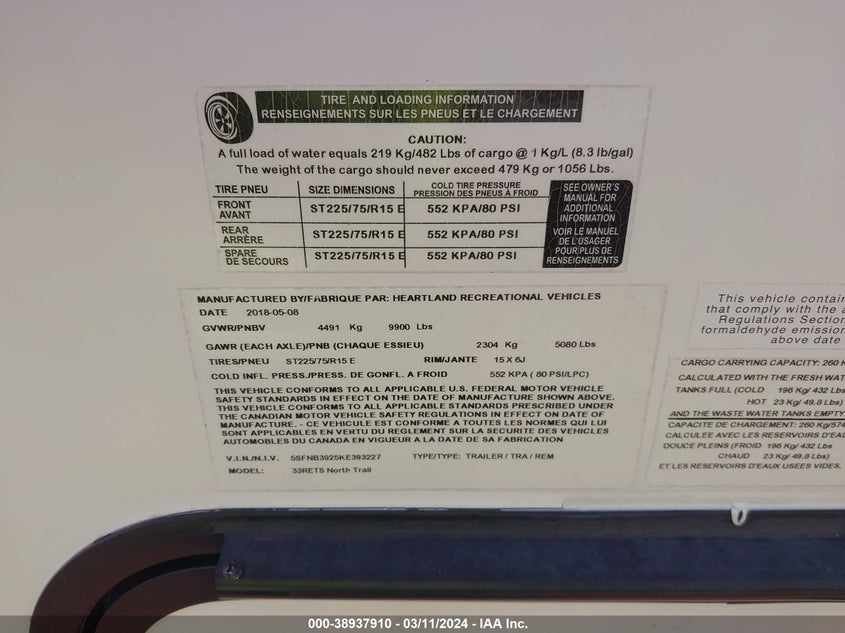 TIRE AND LOADING INFORMATION
RENSEIGNEMENTS SUR LES PNEUS ET LE CHARGEMENT
CAUTION:
A full load of water equals 219 Kg/482 Lbs of cargo @ 1 Kg/L (8.3 lb/gal)
The weight of the cargo should never exceed 479 Kg or 1056 Lbs.
TIRE PNEU SIZE DIMENSIONS COLD TIRE PRESSURE
PRESSION DES PNEUS À FROID
FRONT
AVANT ST225/75/R15 E 552 KPA/80 PSI
REAR
ARRÈRE ST225/75/R15 E 552 KPA/80 PSI
SPARE
DE SECOURS ST225/75/R15 E 552 KPA/80 PSI
SEE OWNER'S
MANUAL FOR
ADDITIONAL
INFORMATION
VOIR LE MANUEL
DE L'USAGER
POUR PLUS DE
RENSEIGNEMENTS
MANUFACTURED BY/FABRIQUE PAR: HEARTLAND RECREATIONAL VEHICLES
DATE 2018-05-08
GVWR/PNBV 4491 Kg 9900 Lbs
GAWR (EACH AXLE)/PNB (CHAQUE ESSIEU) 2304 Kg 5080 Lbs
TIRES/PNEU ST225/75/R15 E RIM/JANTE 15 X 6J
COLD INFL. PRESS./PRESS. DE GONFL. A FROID 552 KPA ( 80 PSI/LPC)
THIS VEHICLE CONFORMS TO ALL APPLICABLE U.S. FEDERAL MOTOR VEHICLE
SAFETY STANDARDS IN EFFECT ON THE DATE OF MANUFACTURE SHOWN ABOVE.
THIS VEHICLE CONFORMS TO ALL APPLICABLE STANDARDS PRESCRIBED UNDER
THE CANADIAN MOTOR VEHICLE SAFETY REGULATIONS IN EFFECT ON DATE OF
MANUFACTURE. - CE VEHICULE EST CONFORME A TOUTES LES NORMES QUI LUI
SONT APPLICABLES EN VERTU DU REGLEMENT SUR LA SECURITE DES VEHICLES
AUTOMOBILES DU CANADA EN VIGUEUR A LA DATE DE SA FABRICATION
V.I.N./N.I.V. 5SFNB3925KE393227 TYPE/TYPE: TRAILER / TRA / REM
MODEL: 33RETS North Trail
This vehicle contain
that comply with the a
Regulations Section
formaldehyde emission
above date
CARGO CARRYING CAPACITY: 260 K
CALCULATED WITH THE FRESH WAT
TANKS FULL (COLD 196 Kg/ 432 Lbs
HOT 23 Kg/ 49.8 Lbs)
AND THE WASTE WATER TANKS EMPTY
CAPACITE DE CHARGEMENT: 260 Kg/574
CALCULEE AVEC LES RESERVOIRS D'EAU
DOUCE PLEINS (FROID 196 Kg/ 432 Lbs
CHAUD 23 Kg/ 49.8 Lbs)
ET LES RESERVOIRS D'EAUX USEES VIDES.
000-38937910 - 03/11/2024 - IAA Inc.